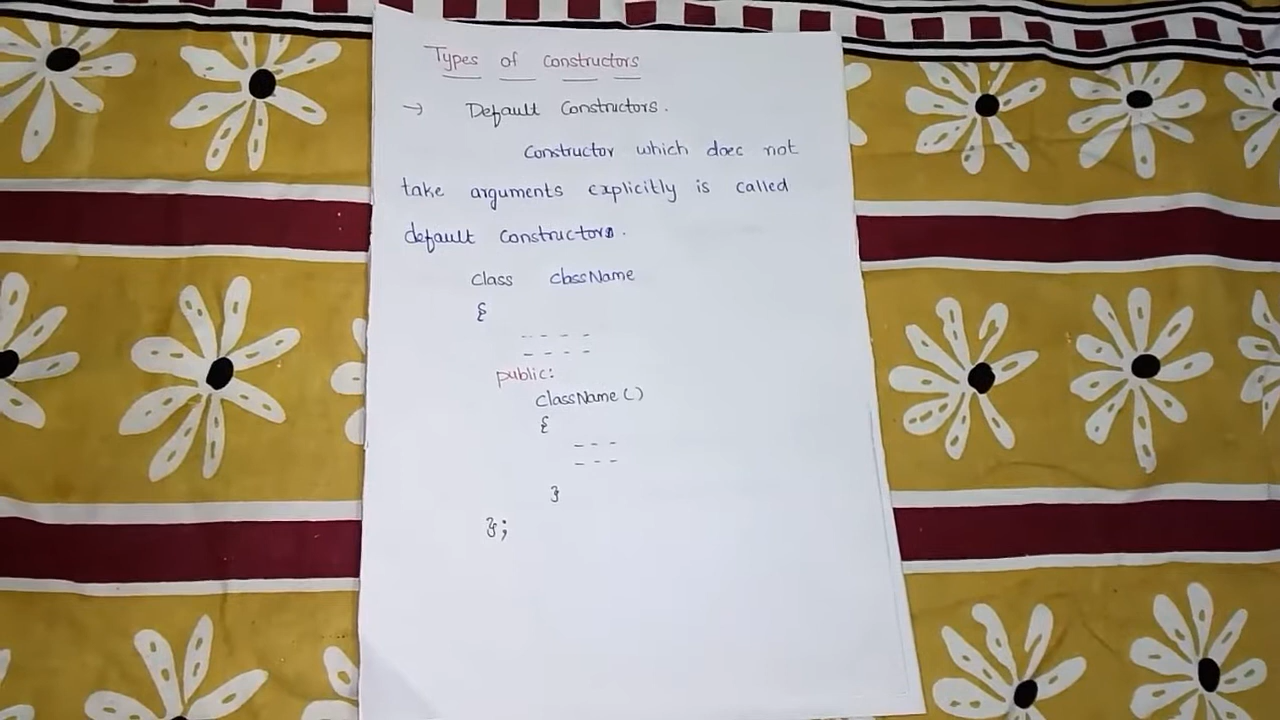 Types of constructors
→ Default Constructors.
Constructor which does not
take arguments explicitly is called
default constructors.
Class className
{
- - - -
- - - -
public:
className ()
{
- - -
- - -
}
};